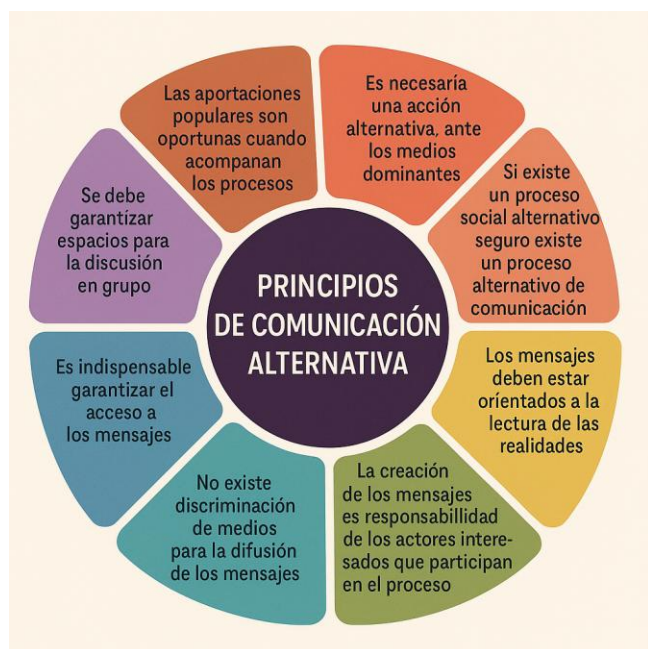 PRINCIPIOS
DE COMUNICACIÓN
ALTERNATIVA
Es necesaría
una acción
alternativa, ante
los medios
dominantes
Si existe
un proceso
social alternativo
seguro existe
un proceso
alternativo de
comunicación
Los mensajes
deben estar
orientados a la
lectura de las
realidades
La creación
de los mensajes
es responsabillidad
de los actores intere-
sados que participan
en el proceso
No existe
discriminación
de medios
para la difusión
de los mensajes
Es indispensable
garantizar el
acceso a
los mensajes
Se debe
garantízar
espacios para
la discusión
en grupo
Las aportaciones
populares son
oportunas cuando
acompanan
los procesos